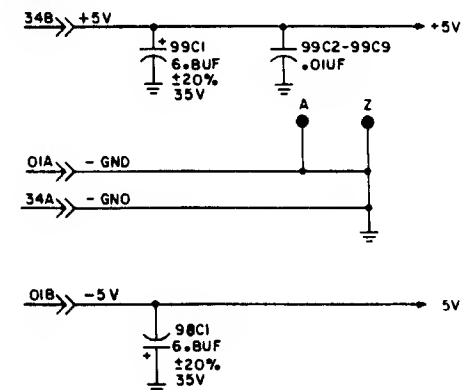 34B +5V +5V
+ 99C1
6.8UF
±20%
35V
99C2-99C9
.01UF
A Z
01A - GND
34A - GNO
01B -5V 5V
98C1
6.8UF
+ ±20%
35V